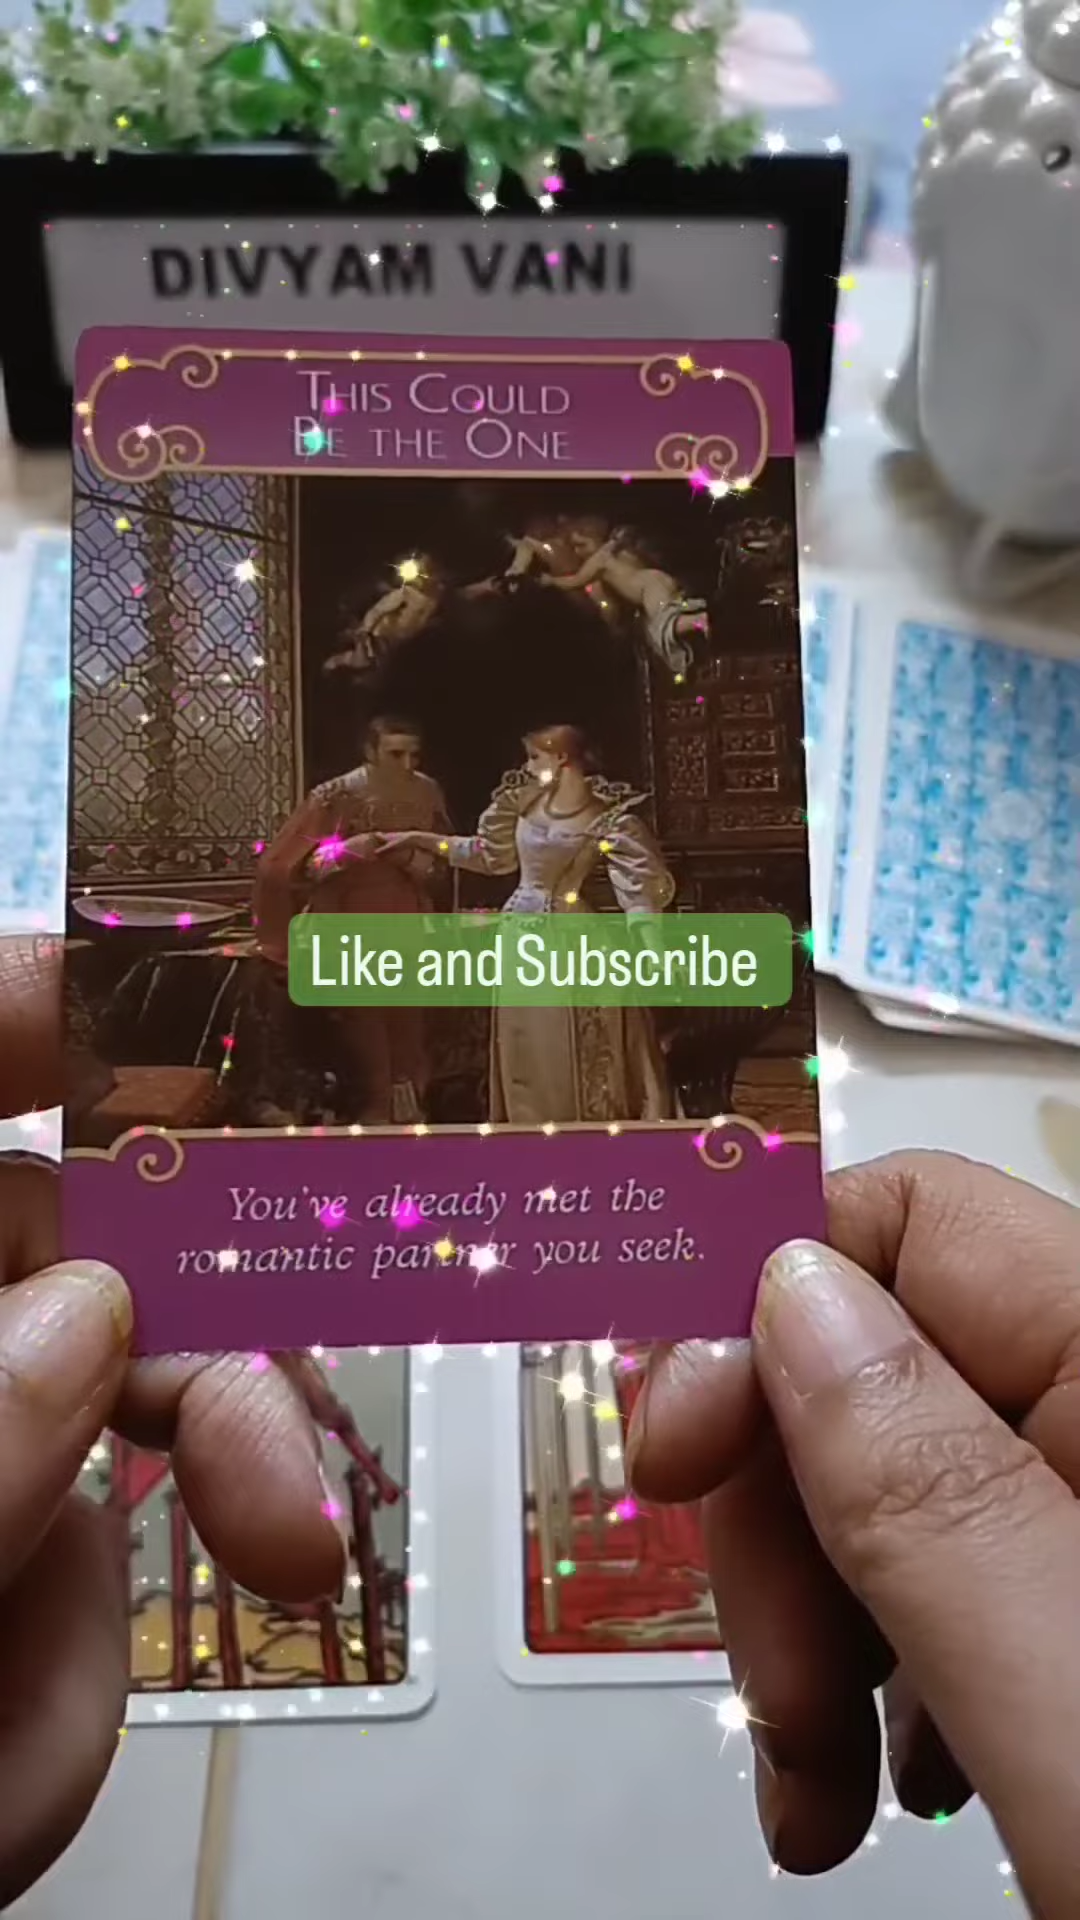 DIVYAM VANI
THIS COULD
BE THE ONE
Like and Subscribe
You've already met the
romantic partner you seek.